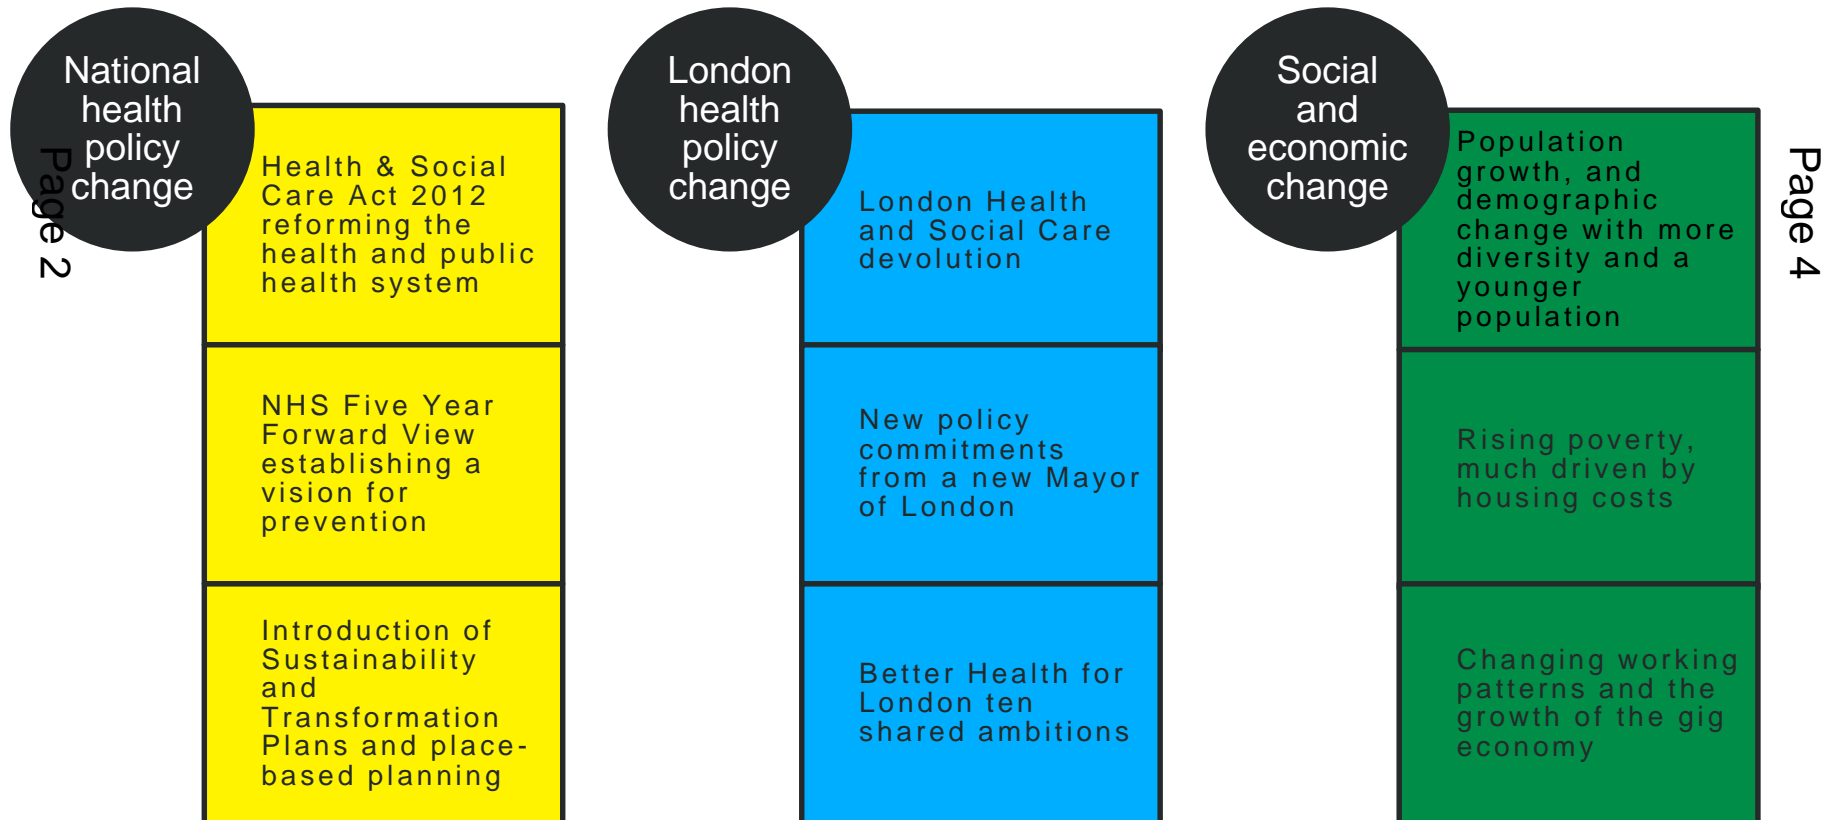 National
health
policy
change
Health & Social
Care Act 2012
reforming the
health and public
health system
NHS Five Year
Forward View
establishing a
vision for
prevention
Introduction of
Sustainability
and
Transformation
Plans and place-
based planning
London
health
policy
change
London Health
and Social Care
devolution
New policy
commitments
from a new Mayor
of London
Better Health for
London ten
shared ambitions
Social
and
economic
change
Population
growth, and
demographic
change with more
diversity and a
younger
population
Rising poverty,
much driven by
housing costs
Changing working
patterns and the
growth of the gig
economy
Page 2
Page 4